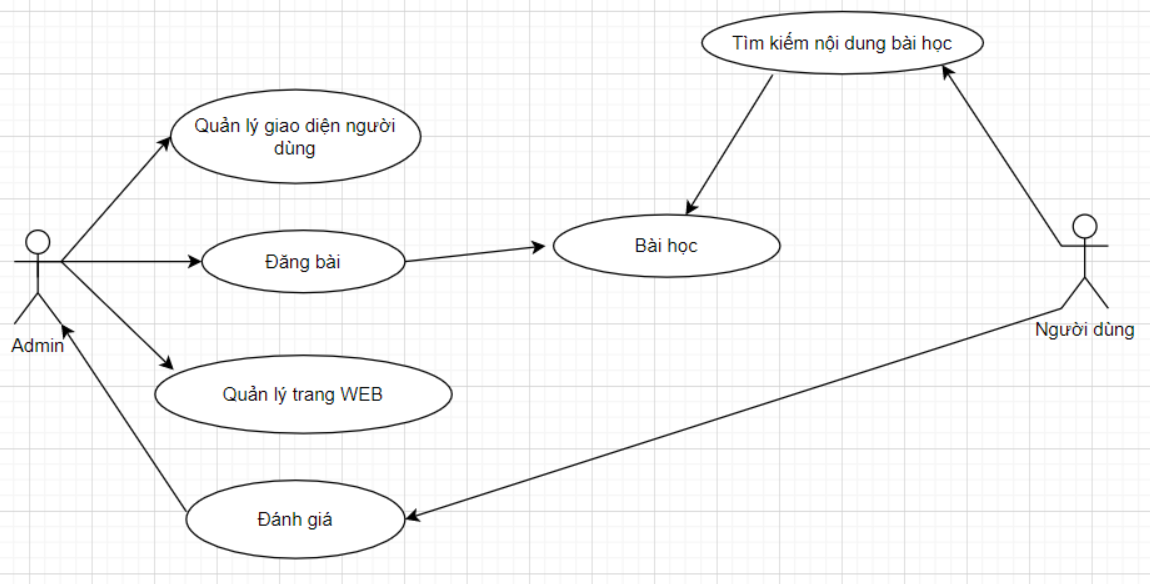 Tìm kiếm nội dung bài học
Quản lý giao diện người
dùng
Bài học
Đăng bài
Người dùng
Admin
Quản lý trang WEB
Đánh giá